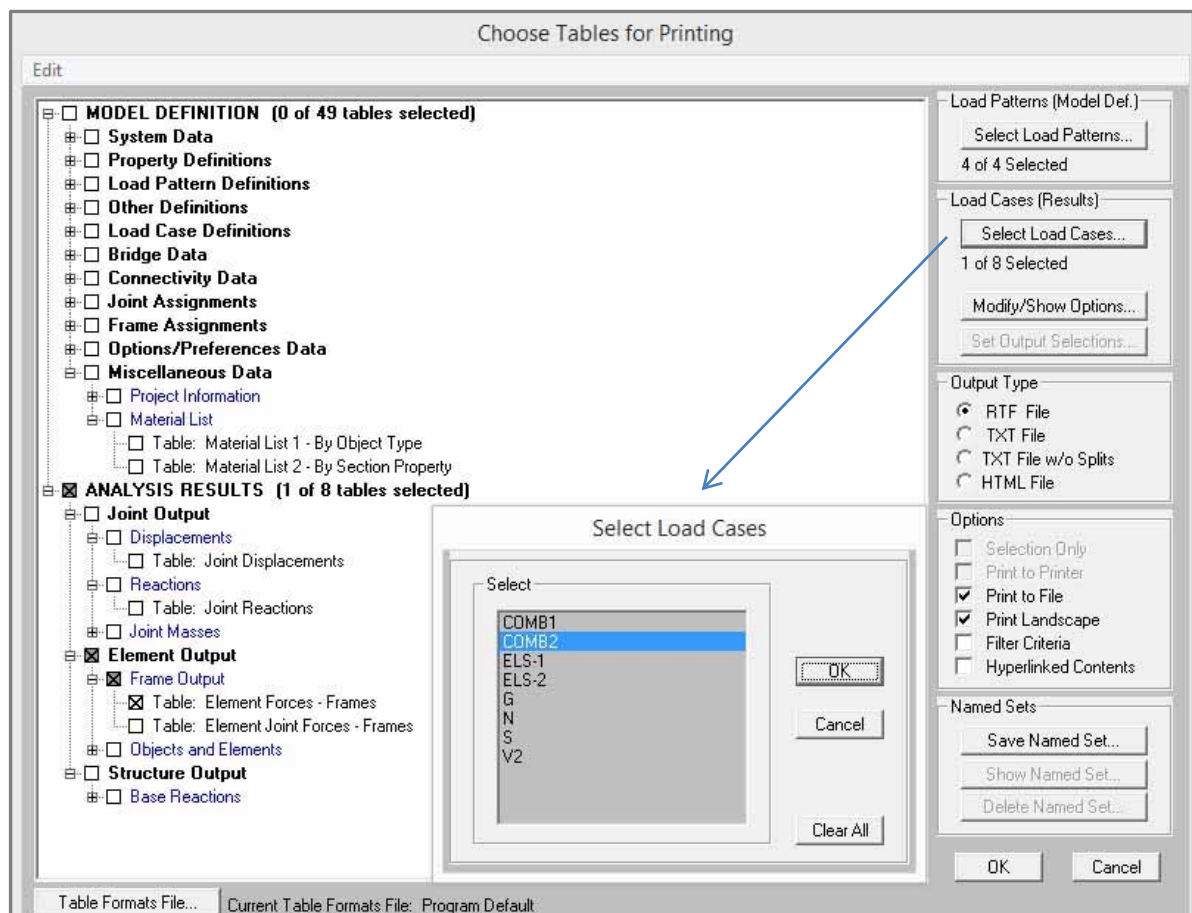 Choose Tables for Printing
Edit
MODEL DEFINITION (0 of 49 tables selected)
System Data
Property Definitions
Load Pattern Definitions
Other Definitions
Load Case Definitions
Bridge Data
Connectivity Data
Joint Assignments
Frame Assignments
Options/Preferences Data
Miscellaneous Data
Project Information
Material List
Table: Material List 1 - By Object Type
Table: Material List 2 - By Section Property
ANALYSIS RESULTS (1 of 8 tables selected)
Joint Output
Displacements
Table: Joint Displacements
Reactions
Table: Joint Reactions
Joint Masses
Element Output
Frame Output
Table: Element Forces - Frames
Table: Element Joint Forces - Frames
Objects and Elements
Structure Output
Base Reactions
Select Load Cases
Select
COMB1
COMB2
ELS-1
ELS-2
G
N
S
V2
OK
Cancel
Clear All
Load Patterns (Model Def.)
Select Load Patterns...
4 of 4 Selected
Load Cases (Results)
Select Load Cases...
1 of 8 Selected
Modify/Show Options...
Set Output Selections...
Output Type
RTF File
TXT File
TXT File w/o Splits
HTML File
Options
Selection Only
Print to Printer
Print to File
Print Landscape
Filter Criteria
Hyperlinked Contents
Named Sets
Save Named Set...
Show Named Set...
Delete Named Set...
OK Cancel
Table Formats File... Current Table Formats File: Program Default